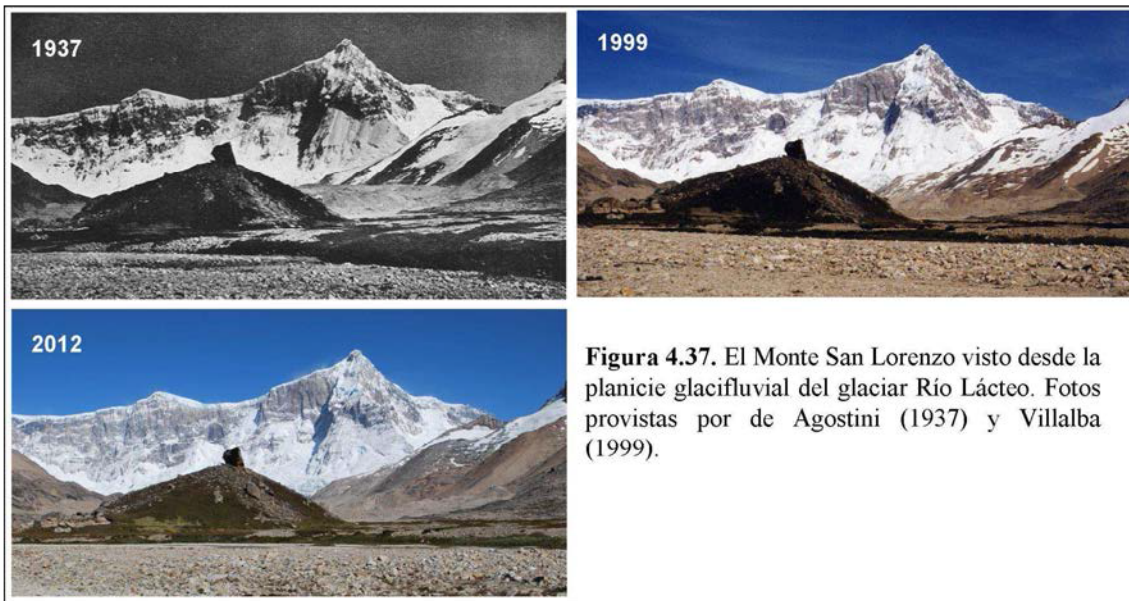 1937
1999
2012
Figura 4.37. El Monte San Lorenzo visto desde la
planicie glacifluvial del glaciar Río Lácteo. Fotos
provistas por de Agostini (1937) y Villalba
(1999).